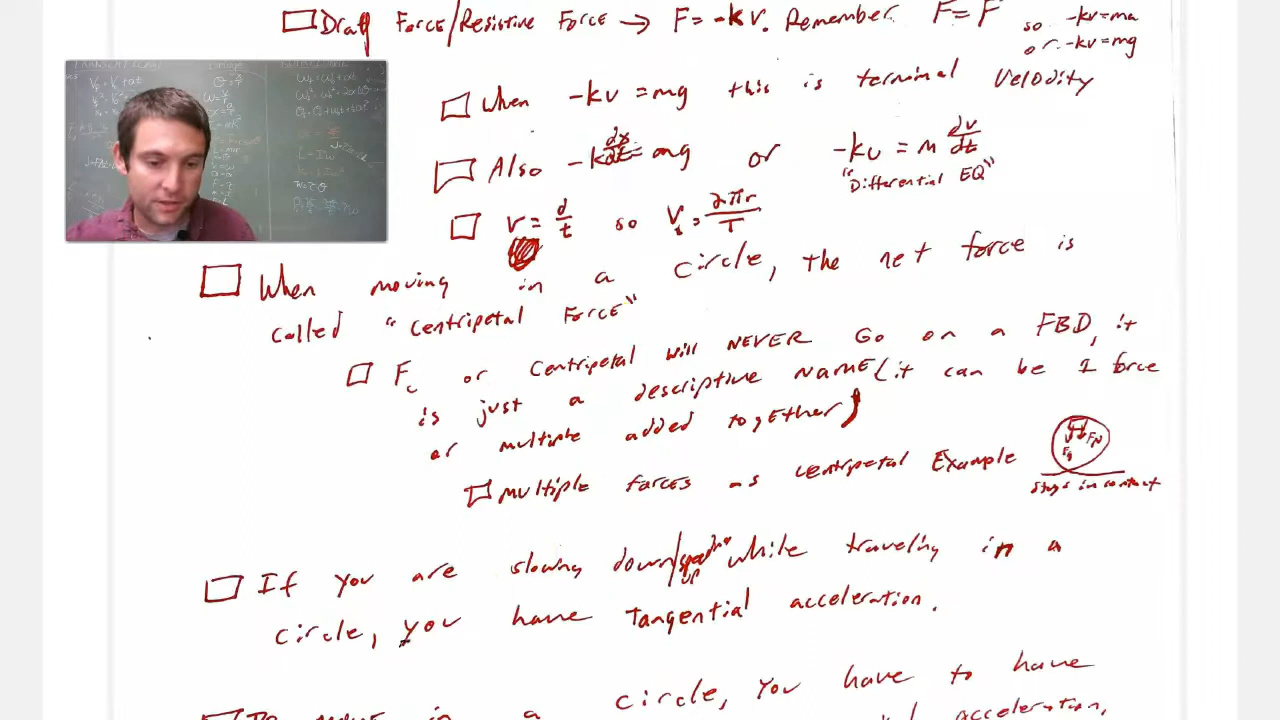 Drag Force/Resistive Force → F = -kv. Remember F = F so -kv=ma
or -kv=mg
When -kv = mg this is terminal velocity
Also -k dx/dt = mg or -kv = m dv/dt
"Differential EQ"
v = d/t so V = 2πr/T
When moving in a circle, the net force is
called "centripetal Force"
Fc or centripetal will NEVER Go on a FBD, it
is just a descriptive NAME (it can be 1 force
or multiple added together)
multiple forces as centripetal Example
Fg FN
stays in contact
If you are slowing down/ up while traveling in a
circle, you have tangential acceleration.
in a circle, you have to have
acceleration,